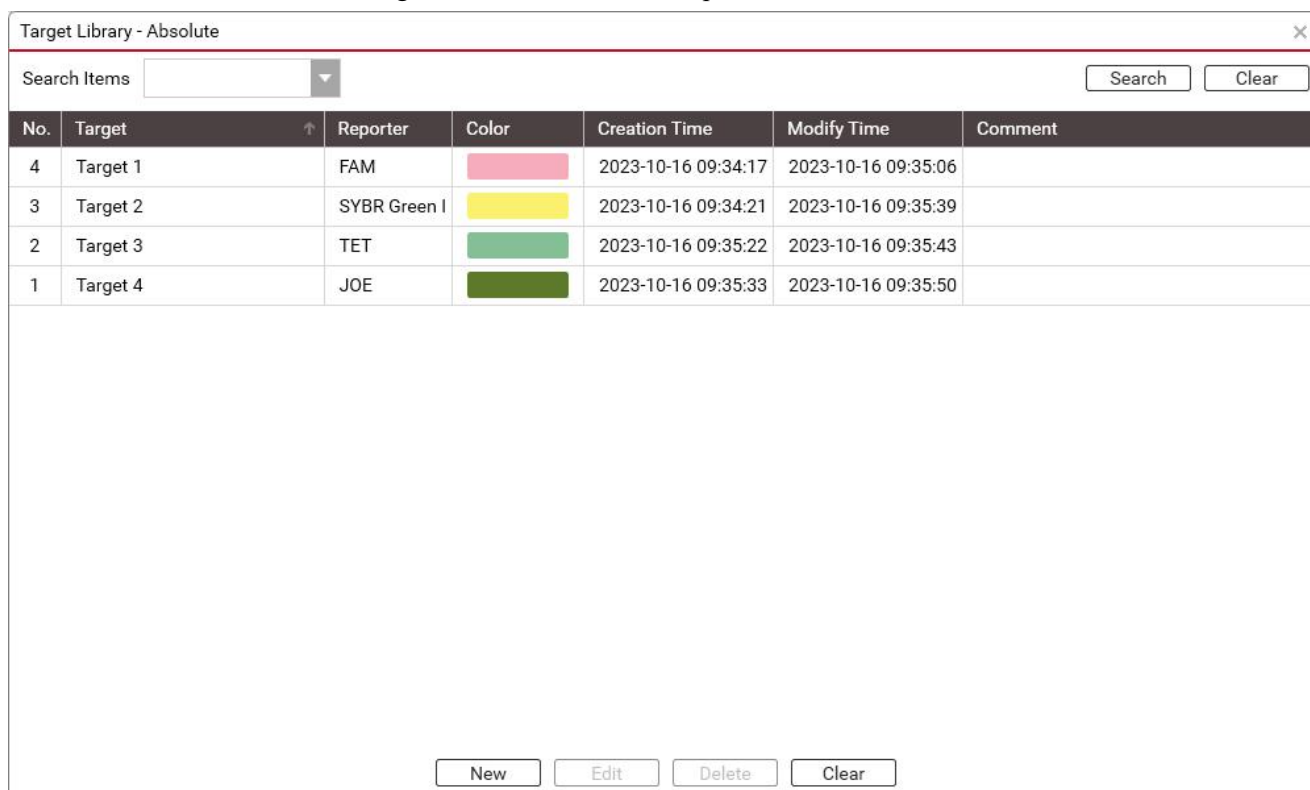 Target Library - Absolute
Search Items Search Clear
No. Target Reporter Color Creation Time Modify Time Comment
4 Target 1 FAM 2023-10-16 09:34:17 2023-10-16 09:35:06
3 Target 2 SYBR Green I 2023-10-16 09:34:21 2023-10-16 09:35:39
2 Target 3 TET 2023-10-16 09:35:22 2023-10-16 09:35:43
1 Target 4 JOE 2023-10-16 09:35:33 2023-10-16 09:35:50
New Edit Delete Clear